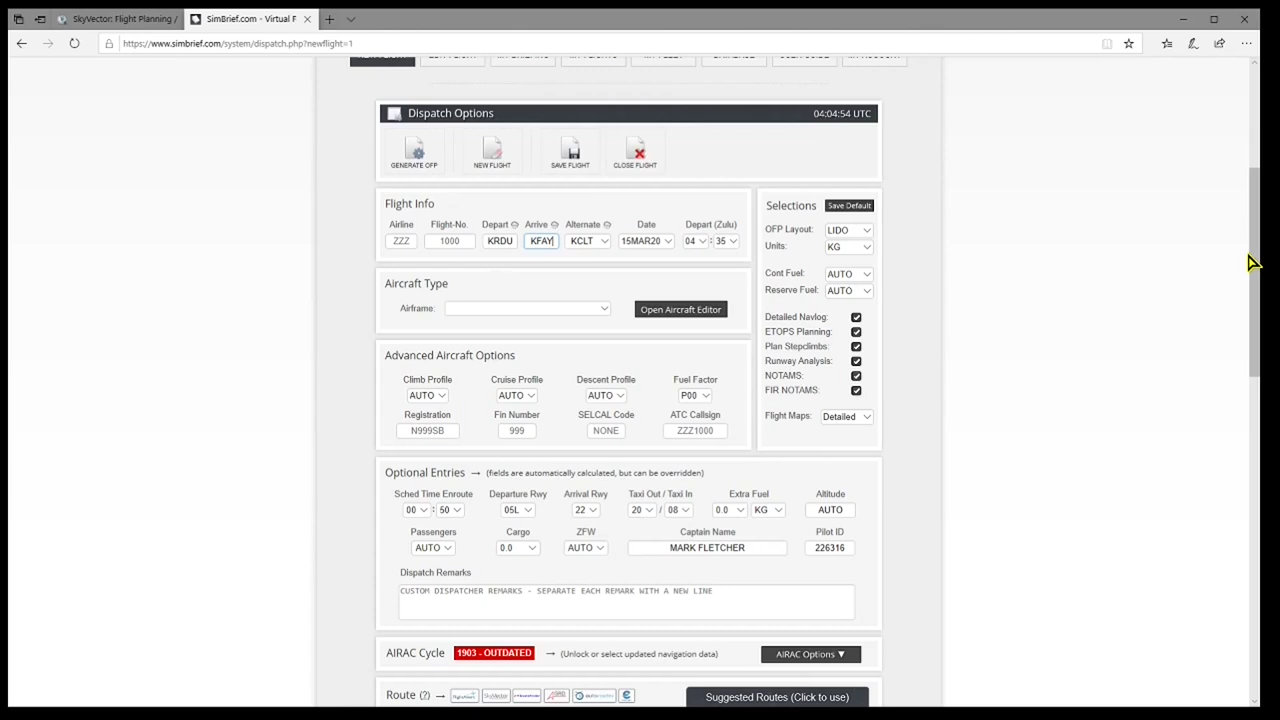 SkyVector: Flight Planning /
SimBrief.com - Virtual F
https://www.simbrief.com/system/dispatch.php?newflight=1
Dispatch Options
04:04:54 UTC
GENERATE OFP
NEW FLIGHT
SAVE FLIGHT
CLOSE FLIGHT
Flight Info
Airline Flight-No. Depart Arrive Alternate Date Depart (Zulu)
ZZZ 1000 KRDU KFAY KCLT 15MAR20 04 : 35
Aircraft Type
Airframe:
Open Aircraft Editor
Advanced Aircraft Options
Climb Profile Cruise Profile Descent Profile Fuel Factor
AUTO AUTO AUTO P00
Registration Fin Number SELCAL Code ATC Callsign
N999SB 999 NONE ZZZ1000
Selections Save Default
OFP Layout: LIDO
Units: KG
Cont Fuel: AUTO
Reserve Fuel: AUTO
Detailed Navlog:
ETOPS Planning:
Plan Stepclimbs:
Runway Analysis:
NOTAMS:
FIR NOTAMS:
Flight Maps: Detailed
Optional Entries → (fields are automatically calculated, but can be overridden)
Sched Time Enroute Departure Rwy Arrival Rwy Taxi Out / Taxi In Extra Fuel Altitude
00 : 50 05L 22 20 / 08 0.0 KG AUTO
Passengers Cargo ZFW Captain Name Pilot ID
AUTO 0.0 AUTO MARK FLETCHER 226316
Dispatch Remarks
CUSTOM DISPATCHER REMARKS - SEPARATE EACH REMARK WITH A NEW LINE
AIRAC Cycle 1903 - OUTDATED → (Unlock or select updated navigation data) AIRAC Options ▼
Route (?) → SkyVector Suggested Routes (Click to use)